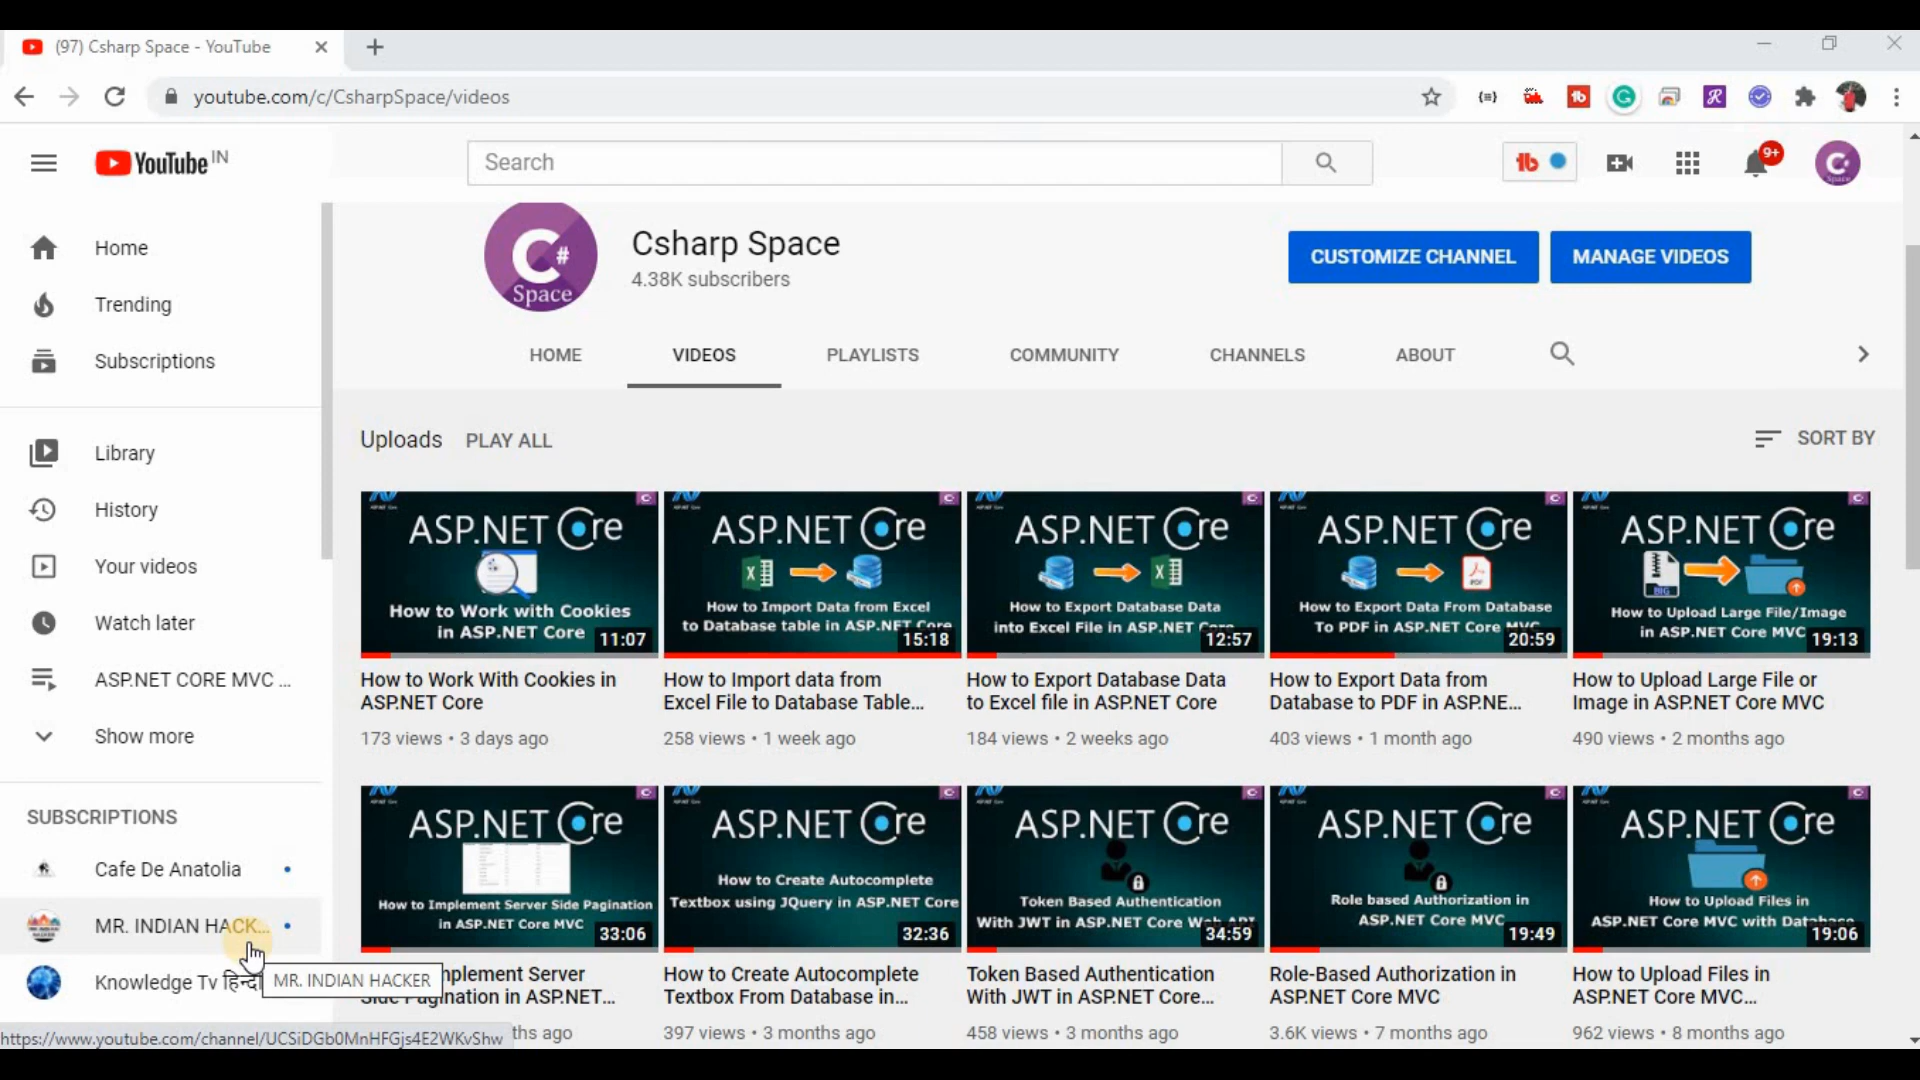 (97) Csharp Space - YouTube
youtube.com/c/CsharpSpace/videos
YouTube IN
Search
9+
Home
Trending
Subscriptions
Library
History
Your videos
Watch later
ASP.NET CORE MVC ...
Show more
SUBSCRIPTIONS
Cafe De Anatolia
MR. INDIAN HACK...
Knowledge Tv हिन्दी
MR. INDIAN HACKER
https://www.youtube.com/channel/UCSiDGb0MnHFGjs4E2WKvShw
C# Space
Csharp Space
4.38K subscribers
CUSTOMIZE CHANNEL
MANAGE VIDEOS
HOME
VIDEOS
PLAYLISTS
COMMUNITY
CHANNELS
ABOUT
Uploads
PLAY ALL
SORT BY
ASP.NET Core
How to Work with Cookies
in ASP.NET Core
11:07
How to Work With Cookies in
ASP.NET Core
173 views • 3 days ago
ASP.NET Core
How to Import Data from Excel
to Database table in ASP.NET Core
15:18
How to Import data from
Excel File to Database Table...
258 views • 1 week ago
ASP.NET Core
How to Export Database Data
into Excel File in ASP.NET Core
12:57
How to Export Database Data
to Excel file in ASP.NET Core
184 views • 2 weeks ago
ASP.NET Core
PDF
How to Export Data From Database
To PDF in ASP.NET Core MVC
20:59
How to Export Data from
Database to PDF in ASP.NE...
403 views • 1 month ago
ASP.NET Core
BIG
How to Upload Large File/Image
in ASP.NET Core MVC
19:13
How to Upload Large File or
Image in ASP.NET Core MVC
490 views • 2 months ago
ASP.NET Core
How to Implement Server Side Pagination
in ASP.NET Core MVC
33:06
mplement Server
Side Pagination in ASP.NET...
ths ago
ASP.NET Core
How to Create Autocomplete
Textbox using JQuery in ASP.NET Core
32:36
How to Create Autocomplete
Textbox From Database in...
397 views • 3 months ago
ASP.NET Core
Token Based Authentication
With JWT in ASP.NET Core Web API
34:59
Token Based Authentication
With JWT in ASP.NET Core...
458 views • 3 months ago
ASP.NET Core
Role based Authorization in
ASP.NET Core MVC
19:49
Role-Based Authorization in
ASP.NET Core MVC
3.6K views • 7 months ago
ASP.NET Core
How to Upload Files in
ASP.NET Core MVC with Database
19:06
How to Upload Files in
ASP.NET Core MVC...
962 views • 8 months ago